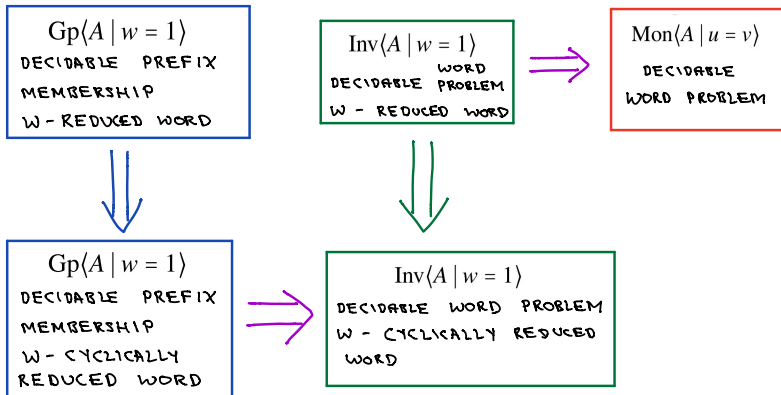 Gp⟨A | w = 1⟩
DECIDABLE PREFIX
MEMBERSHIP
W - REDUCED WORD
Inv⟨A | w = 1⟩
WORD
DECIDABLE PROBLEM
W - REDUCED WORD
Mon⟨A | u = v⟩
DECIDABLE
WORD PROBLEM
Gp⟨A | w = 1⟩
DECIDABLE PREFIX
MEMBERSHIP
W - CYCLICALLY
REDUCED WORD
Inv⟨A | w = 1⟩
DECIDABLE WORD PROBLEM
W - CYCLICALLY REDUCED
WORD